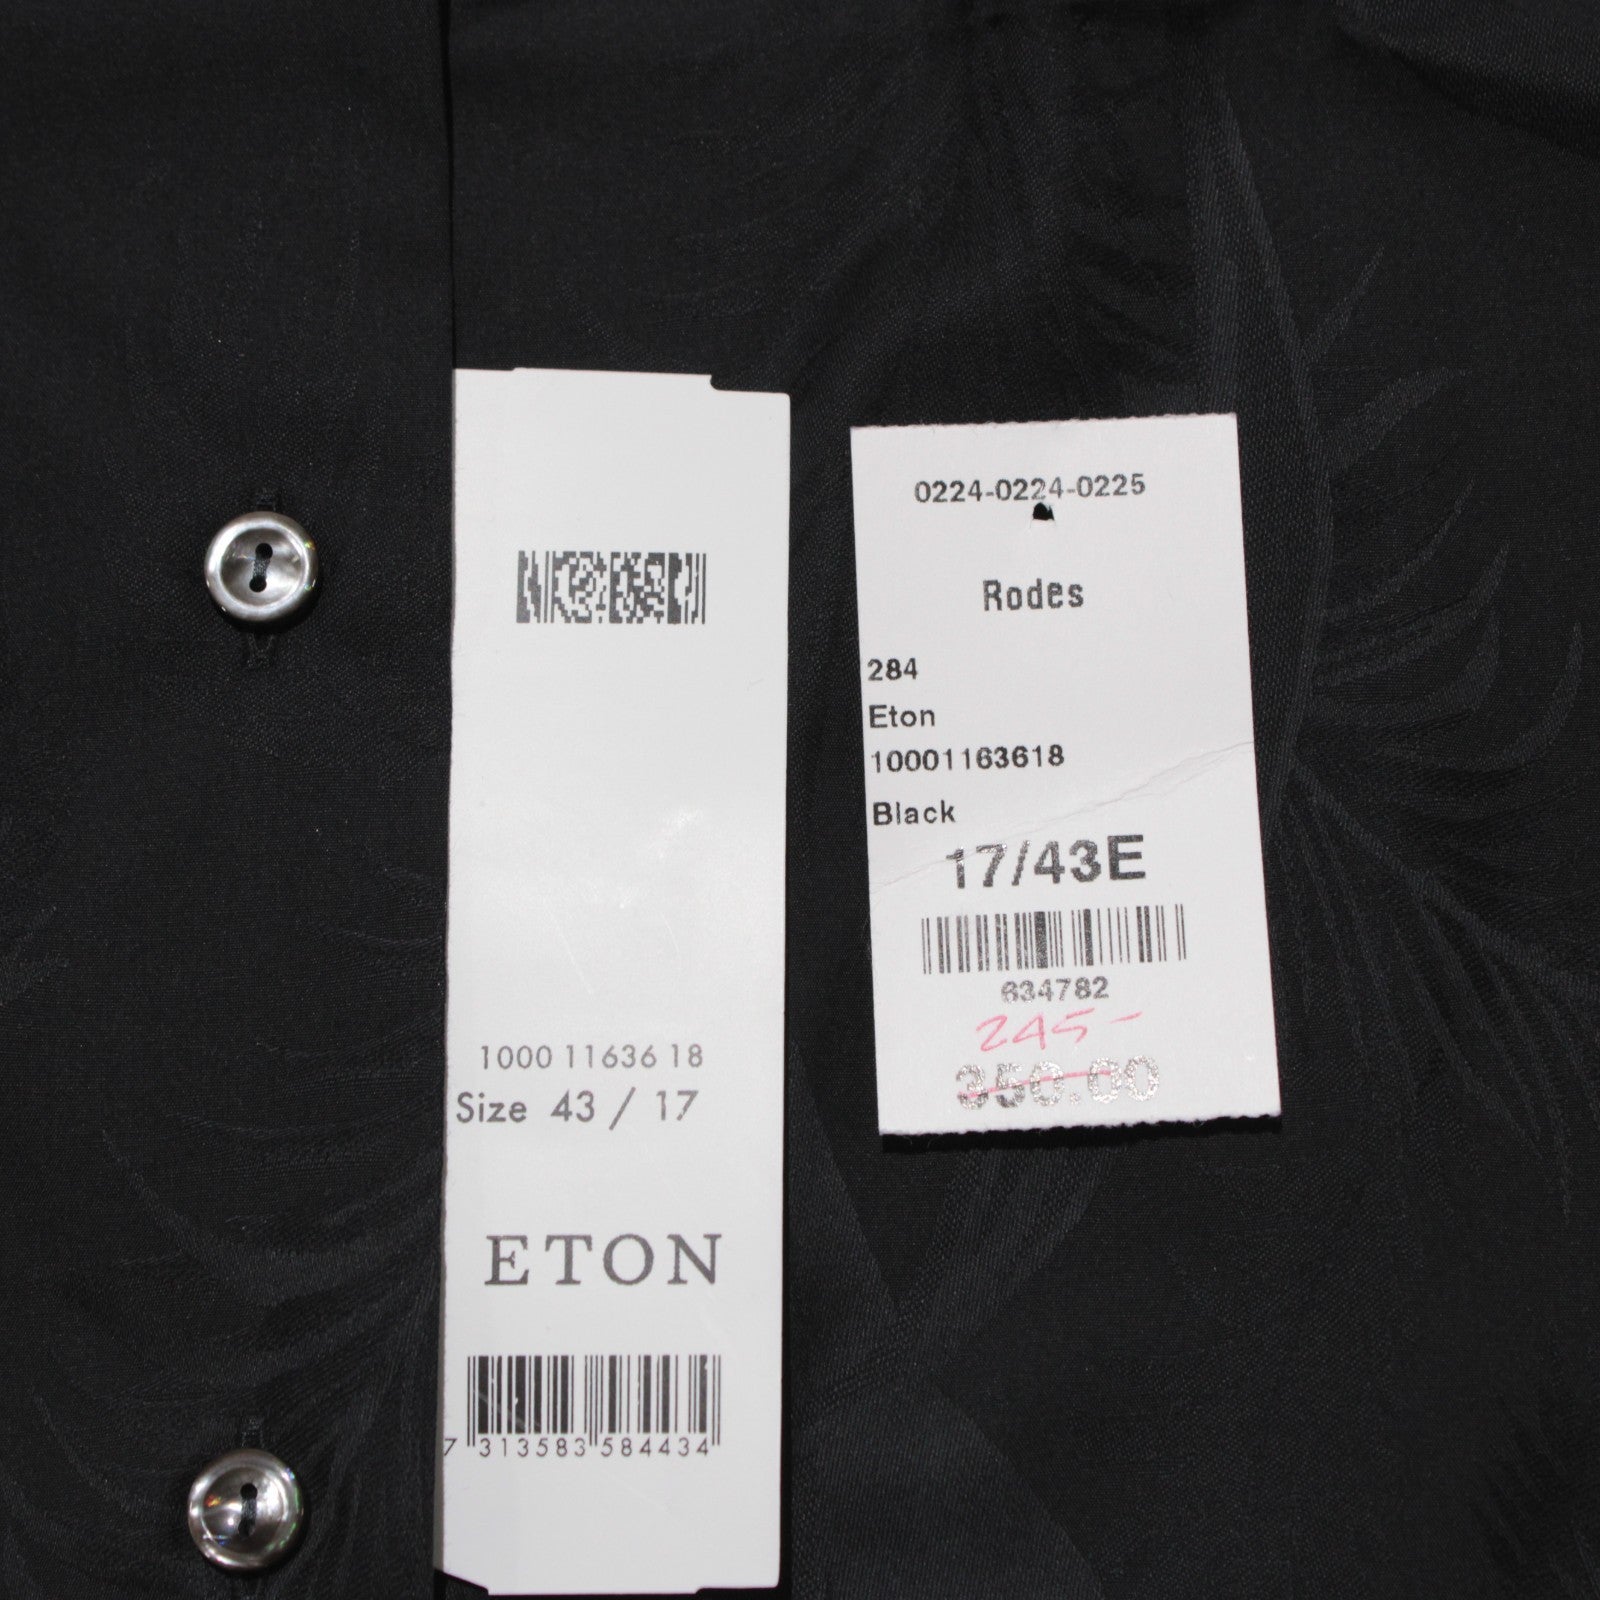 1000 11636 18
Size 43 / 17
ETON
7 313583 584434
0224-0224-0225
Rodes
284
Eton
10001163618
Black
17/43E
634782
245-
350.00